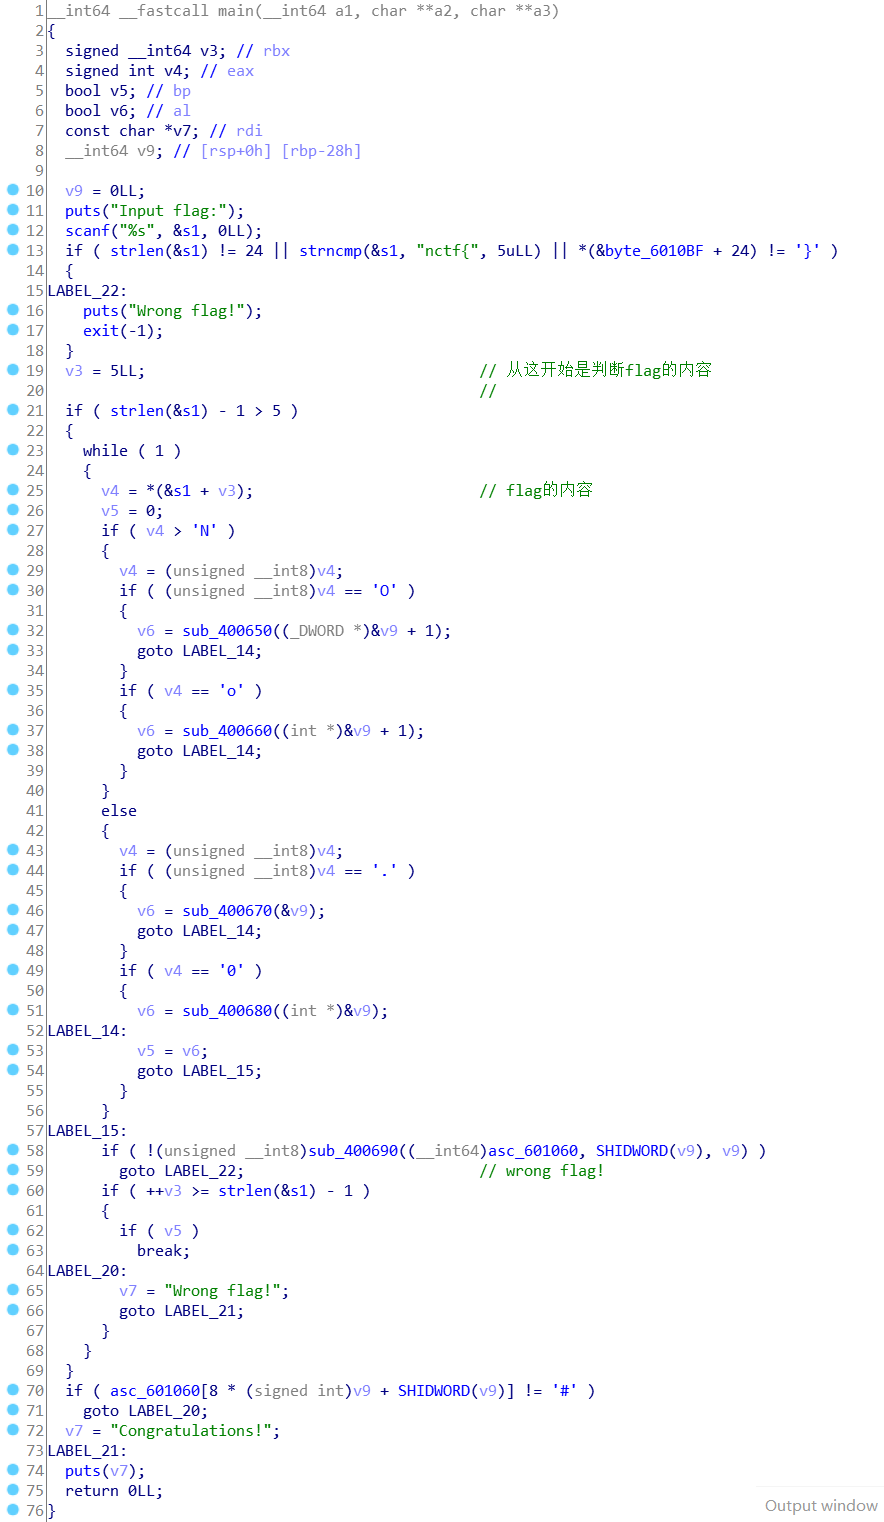 1 __int64 __fastcall main(__int64 a1, char **a2, char **a3)
2 {
3   signed __int64 v3; // rbx
4   signed int v4; // eax
5   bool v5; // bp
6   bool v6; // al
7   const char *v7; // rdi
8   __int64 v9; // [rsp+0h] [rbp-28h]
9
10   v9 = 0LL;
11   puts("Input flag:");
12   scanf("%s", &s1, 0LL);
13   if ( strlen(&s1) != 24 || strncmp(&s1, "nctf{", 5uLL) || *(&byte_6010BF + 24) != '}' )
14   {
15 LABEL_22:
16     puts("Wrong flag!");
17     exit(-1);
18   }
19   v3 = 5LL; // 从这开始是判断flag的内容
20 //
21   if ( strlen(&s1) - 1 > 5 )
22   {
23     while ( 1 )
24     {
25       v4 = *(&s1 + v3); // flag的内容
26       v5 = 0;
27       if ( v4 > 'N' )
28       {
29         v4 = (unsigned __int8)v4;
30         if ( (unsigned __int8)v4 == 'O' )
31         {
32           v6 = sub_400650((_DWORD *)&v9 + 1);
33           goto LABEL_14;
34         }
35         if ( v4 == 'o' )
36         {
37           v6 = sub_400660((int *)&v9 + 1);
38           goto LABEL_14;
39         }
40       }
41       else
42       {
43         v4 = (unsigned __int8)v4;
44         if ( (unsigned __int8)v4 == '.' )
45         {
46           v6 = sub_400670(&v9);
47           goto LABEL_14;
48         }
49         if ( v4 == '0' )
50         {
51           v6 = sub_400680((int *)&v9);
52 LABEL_14:
53           v5 = v6;
54           goto LABEL_15;
55         }
56       }
57 LABEL_15:
58       if ( !(unsigned __int8)sub_400690((__int64)asc_601060, SHIDWORD(v9), v9) )
59         goto LABEL_22; // wrong flag!
60       if ( ++v3 >= strlen(&s1) - 1 )
61       {
62         if ( v5 )
63           break;
64 LABEL_20:
65         v7 = "Wrong flag!";
66         goto LABEL_21;
67       }
68     }
69   }
70   if ( asc_601060[8 * (signed int)v9 + SHIDWORD(v9)] != '#' )
71     goto LABEL_20;
72   v7 = "Congratulations!";
73 LABEL_21:
74   puts(v7);
75   return 0LL;
76 }
Output window